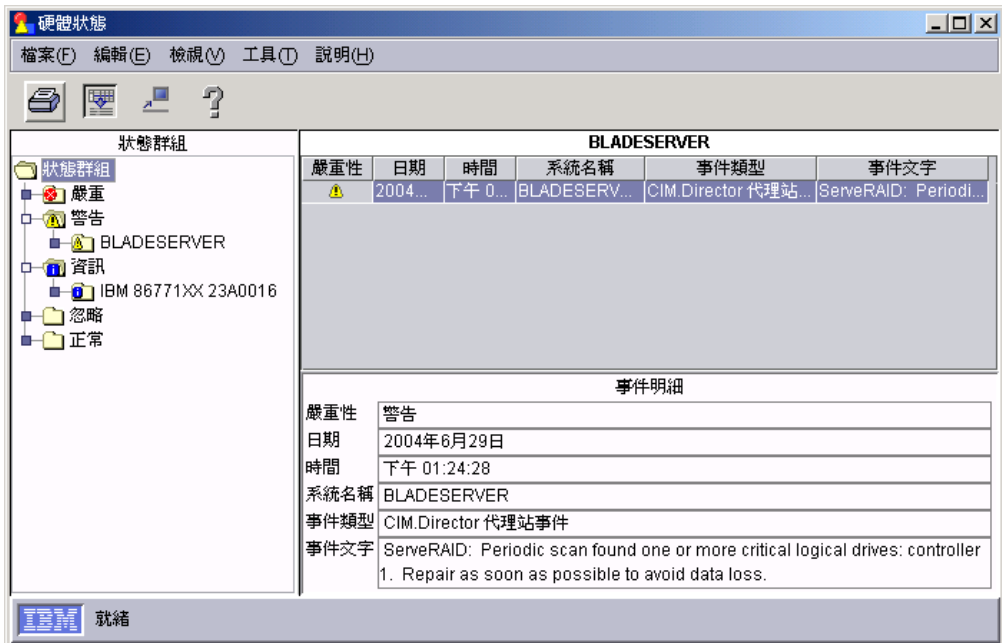 硬體狀態
檔案(F) 編輯(E) 檢視(V) 工具(T) 說明(H)
狀態群組
狀態群組
嚴重
警告
BLADESERVER
資訊
IBM 86771XX 23A0016
忽略
正常
BLADESERVER
嚴重性 日期 時間 系統名稱 事件類型 事件文字
2004... 下午 0... BLADESERV... CIM.Director 代理站... ServeRAID: Periodi...
事件明細
嚴重性 警告
日期 2004年6月29日
時間 下午 01:24:28
系統名稱 BLADESERVER
事件類型 CIM.Director 代理站事件
事件文字 ServeRAID: Periodic scan found one or more critical logical drives: controller
1. Repair as soon as possible to avoid data loss.
IBM 就緒